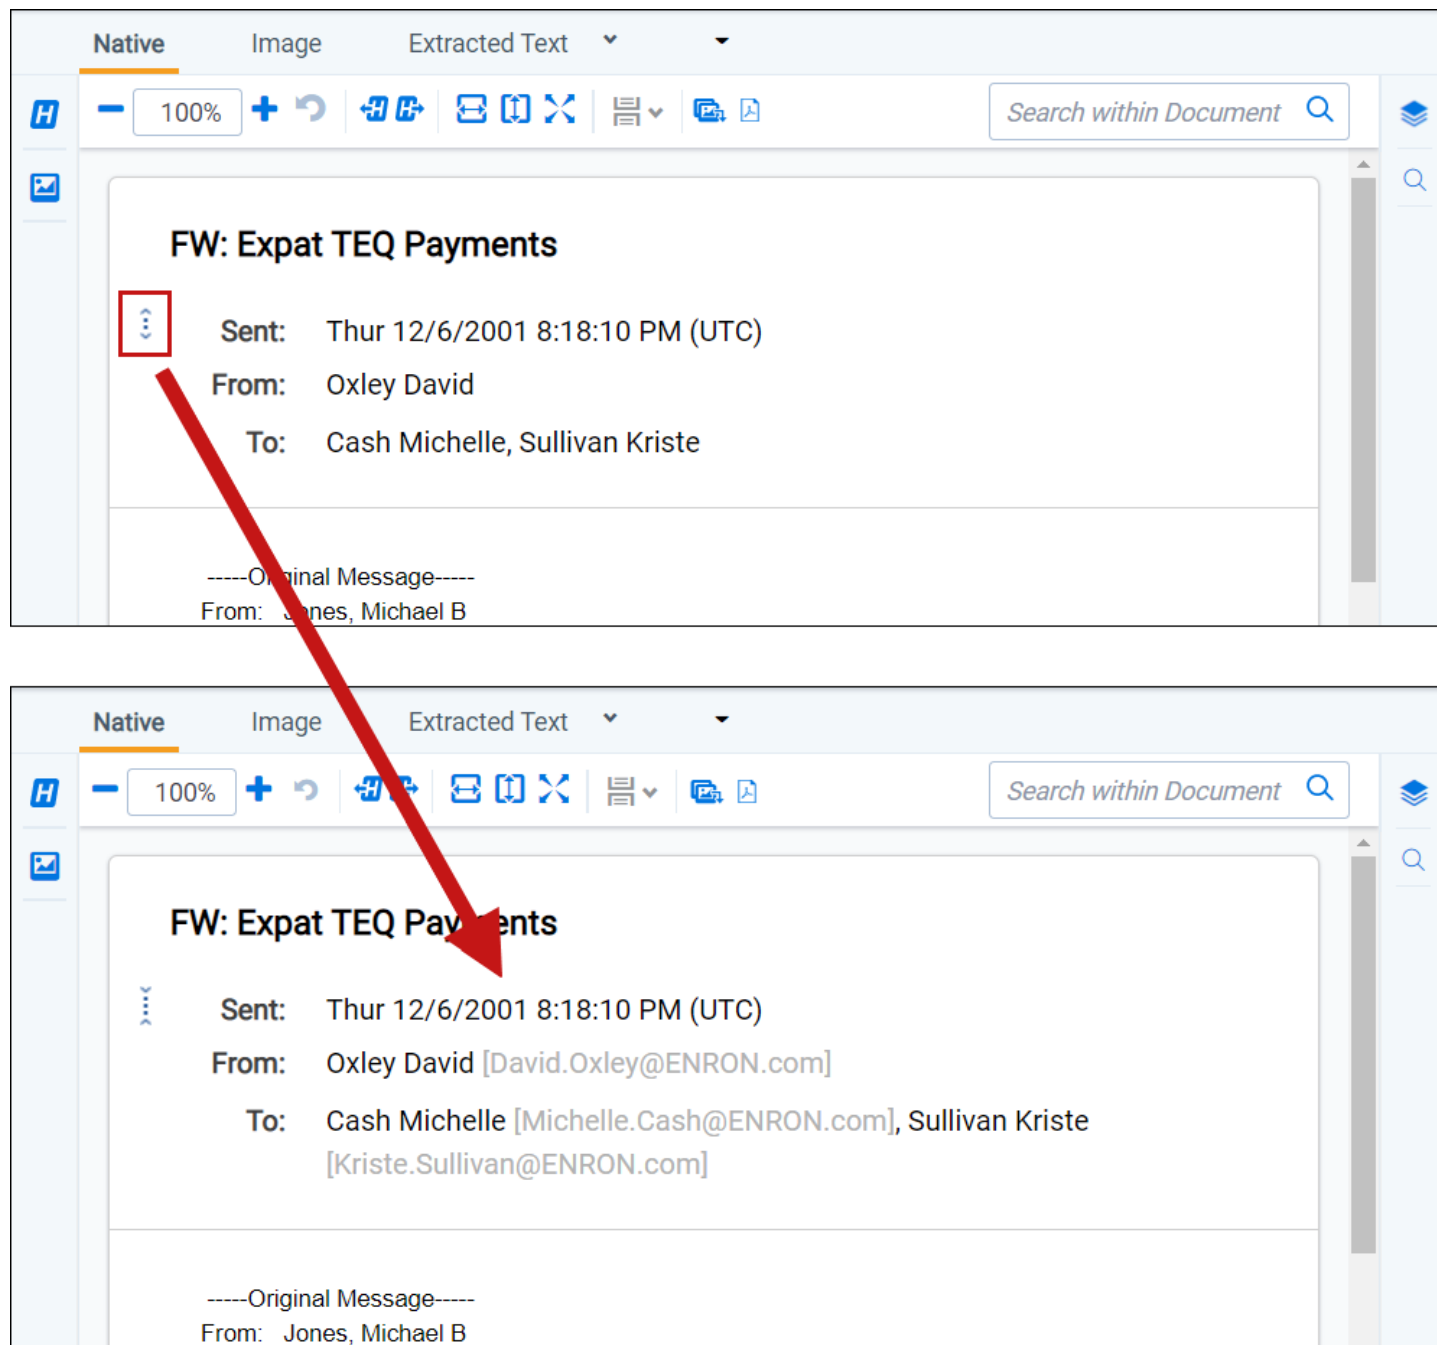 Native Image Extracted Text
100% Search within Document
FW: Expat TEQ Payments
Sent: Thur 12/6/2001 8:18:10 PM (UTC)
From: Oxley David
To: Cash Michelle, Sullivan Kriste
-----Original Message-----
From: Jones, Michael B
Native Image Extracted Text
100% Search within Document
FW: Expat TEQ Payments
Sent: Thur 12/6/2001 8:18:10 PM (UTC)
From: Oxley David [David.Oxley@ENRON.com]
To: Cash Michelle [Michelle.Cash@ENRON.com], Sullivan Kriste
[Kriste.Sullivan@ENRON.com]
-----Original Message-----
From: Jones, Michael B